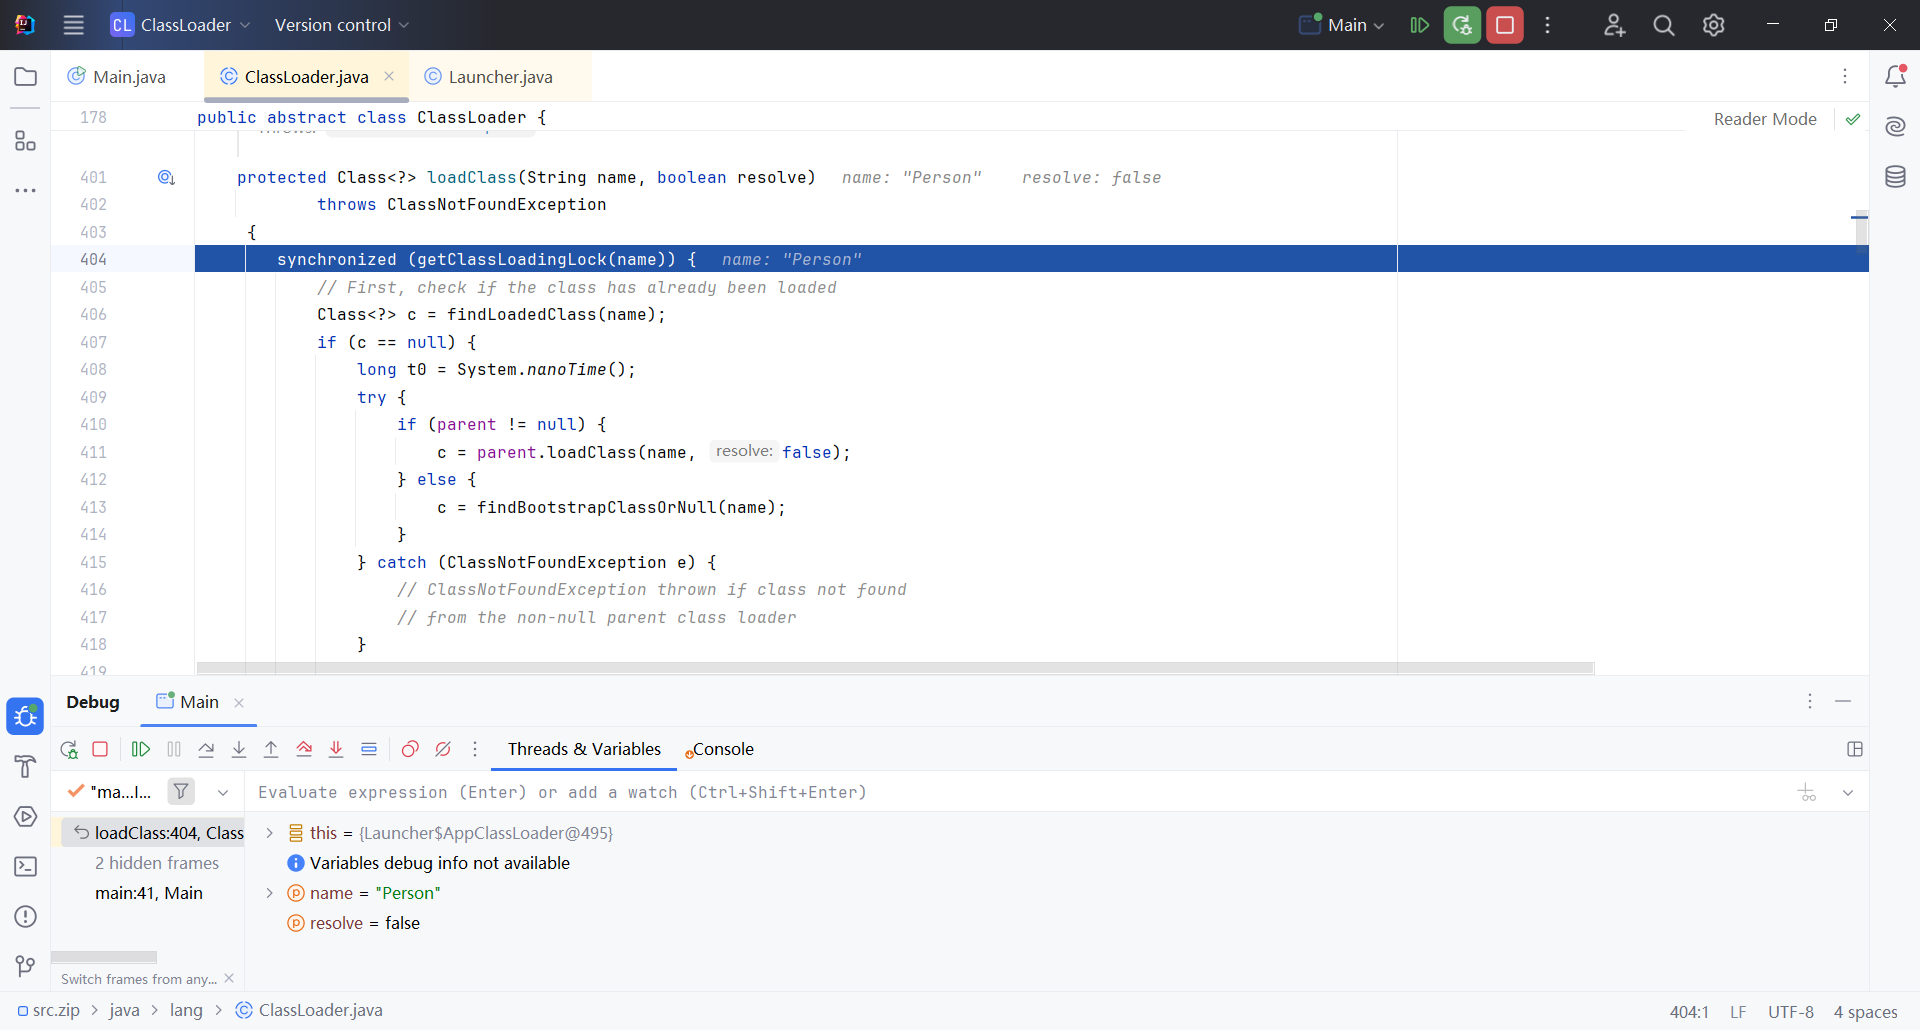 CL ClassLoader Version control Main
Main.java ClassLoader.java Launcher.java
178 public abstract class ClassLoader {
Reader Mode
401 protected Class<?> loadClass(String name, boolean resolve) name: "Person" resolve: false
402 throws ClassNotFoundException
403 {
404 synchronized (getClassLoadingLock(name)) { name: "Person"
405 // First, check if the class has already been loaded
406 Class<?> c = findLoadedClass(name);
407 if (c == null) {
408 long t0 = System.nanoTime();
409 try {
410 if (parent != null) {
411 c = parent.loadClass(name, resolve: false);
412 } else {
413 c = findBootstrapClassOrNull(name);
414 }
415 } catch (ClassNotFoundException e) {
416 // ClassNotFoundException thrown if class not found
417 // from the non-null parent class loader
418 }
419
Debug Main
Threads & Variables Console
"ma...l... Evaluate expression (Enter) or add a watch (Ctrl+Shift+Enter)
loadClass:404, Class
2 hidden frames
main:41, Main
this = {Launcher$AppClassLoader@495}
Variables debug info not available
name = "Person"
resolve = false
Switch frames from any...
src.zip > java > lang > ClassLoader.java
404:1 LF UTF-8 4 spaces